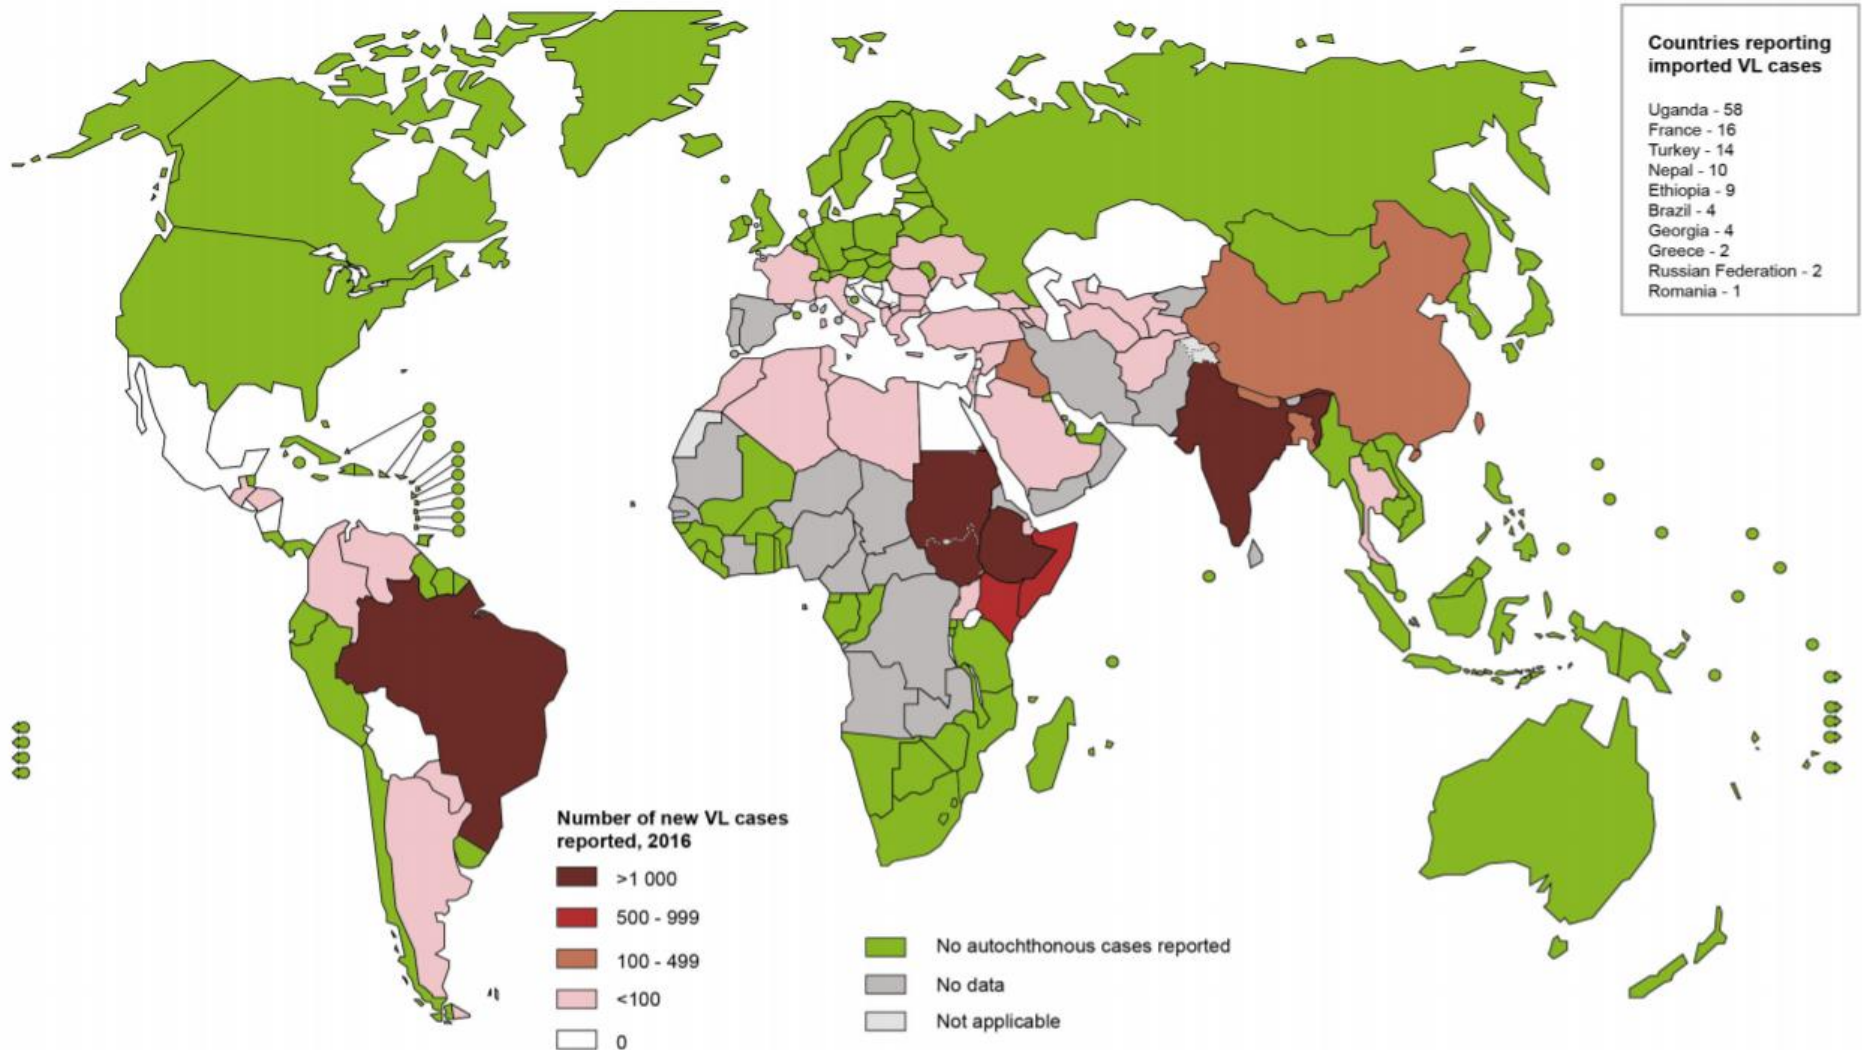 Countries reporting
imported VL cases
Uganda - 58
France - 16
Turkey - 14
Nepal - 10
Ethiopia - 9
Brazil - 4
Georgia - 4
Greece - 2
Russian Federation - 2
Romania - 1
Number of new VL cases
reported, 2016
>1 000
500 - 999
100 - 499
<100
0
No autochthonous cases reported
No data
Not applicable